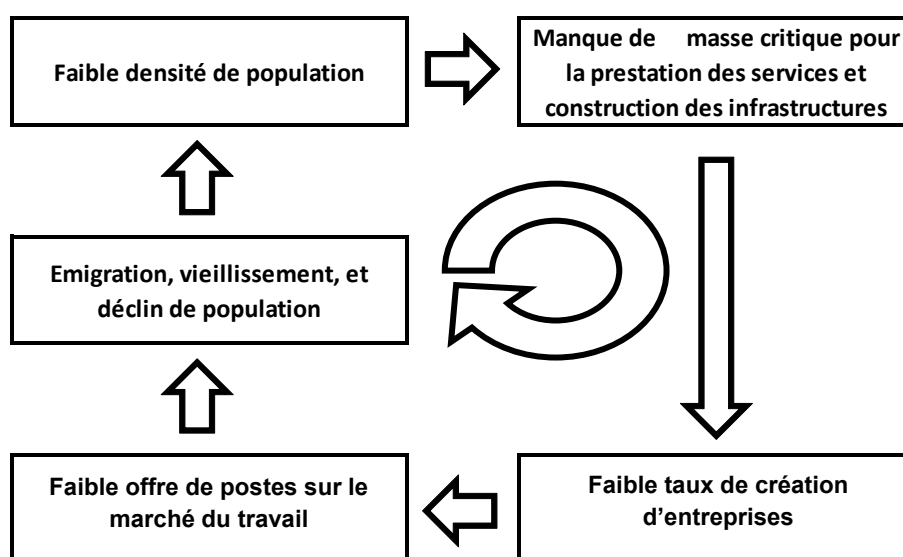 Faible densité de population
Manque de masse critique pour
la prestation des services et
construction des infrastructures
Emigration, vieillissement, et
déclin de population
Faible offre de postes sur le
marché du travail
Faible taux de création
d’entreprises